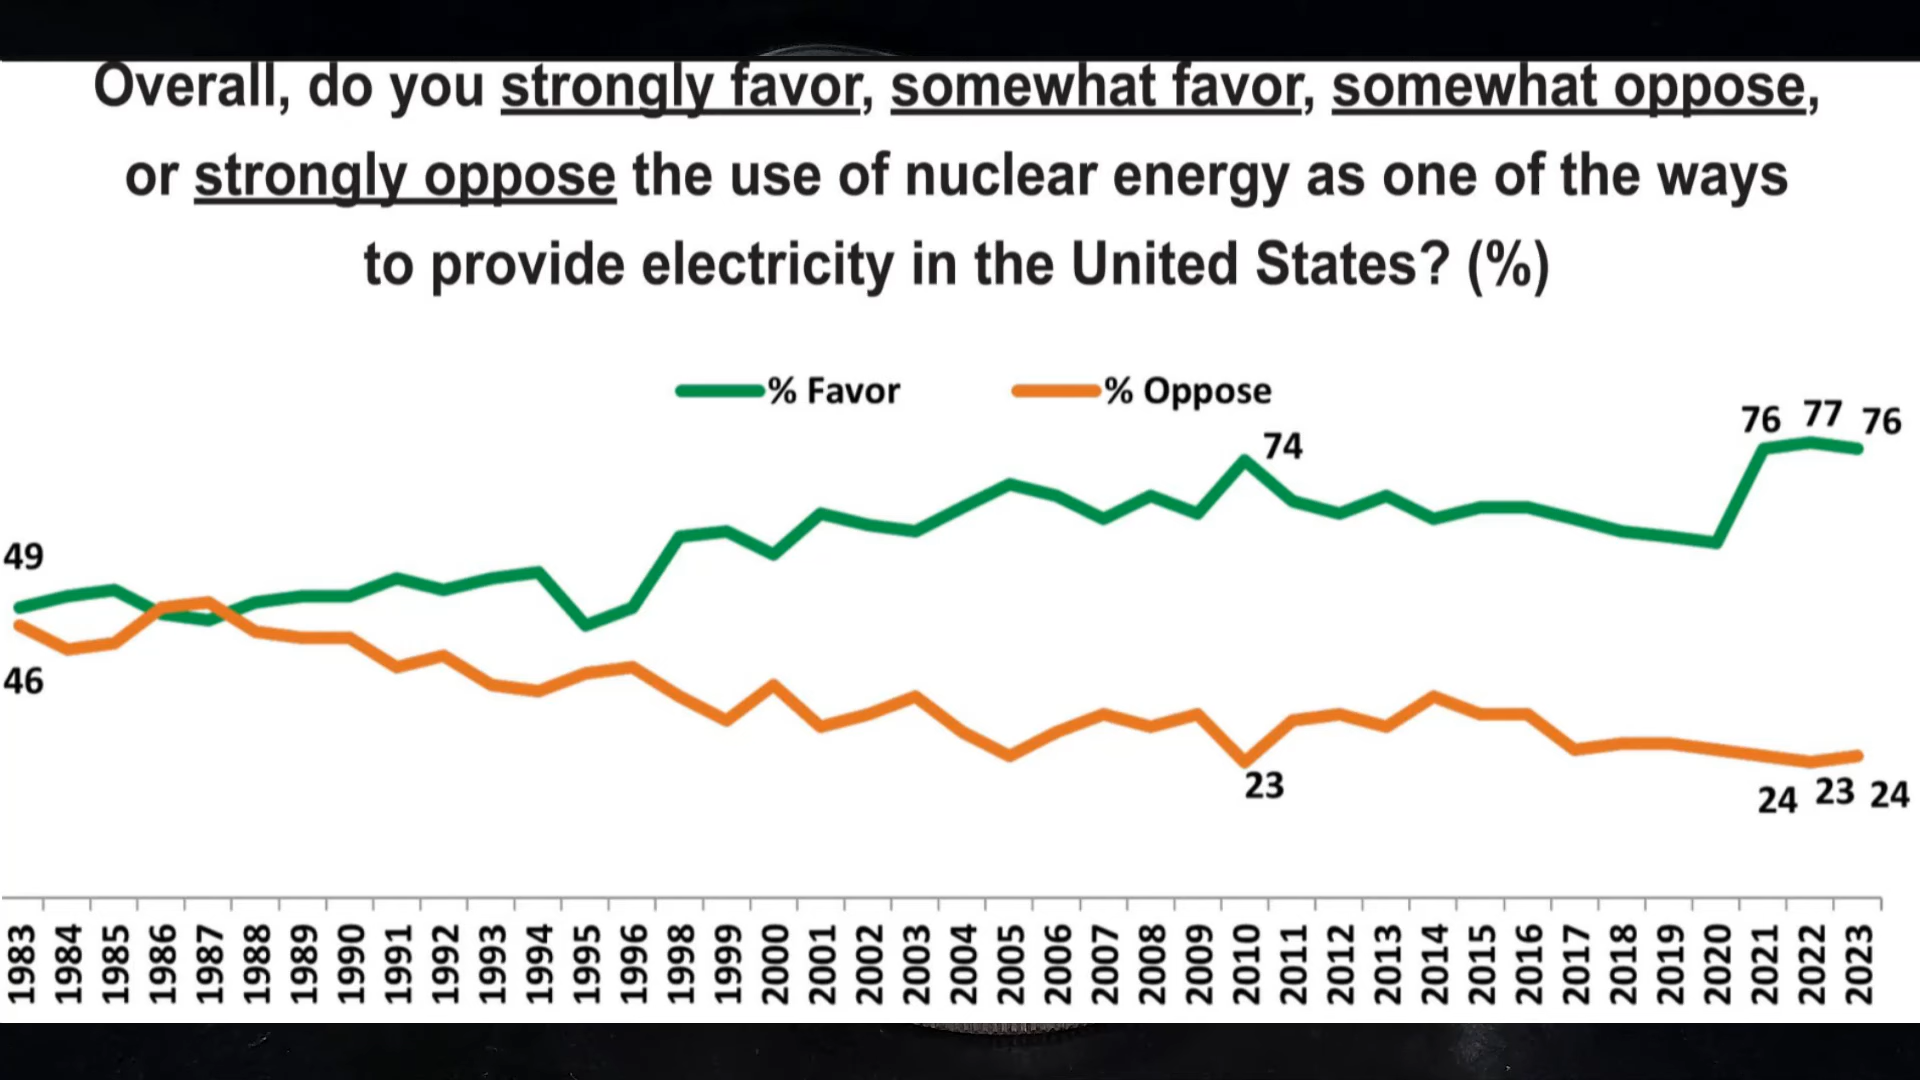 Overall, do you strongly favor, somewhat favor, somewhat oppose,
or strongly oppose the use of nuclear energy as one of the ways
to provide electricity in the United States? (%)
% Favor % Oppose
76 77 76
74
49
46
23
24 23 24
1983 1984 1985 1986 1987 1988 1989 1990 1991 1992 1993 1994 1995 1996 1998 1999 2000 2001 2002 2003 2004 2005 2006 2007 2008 2009 2010 2011 2012 2013 2014 2015 2016 2017 2018 2019 2020 2021 2022 2023